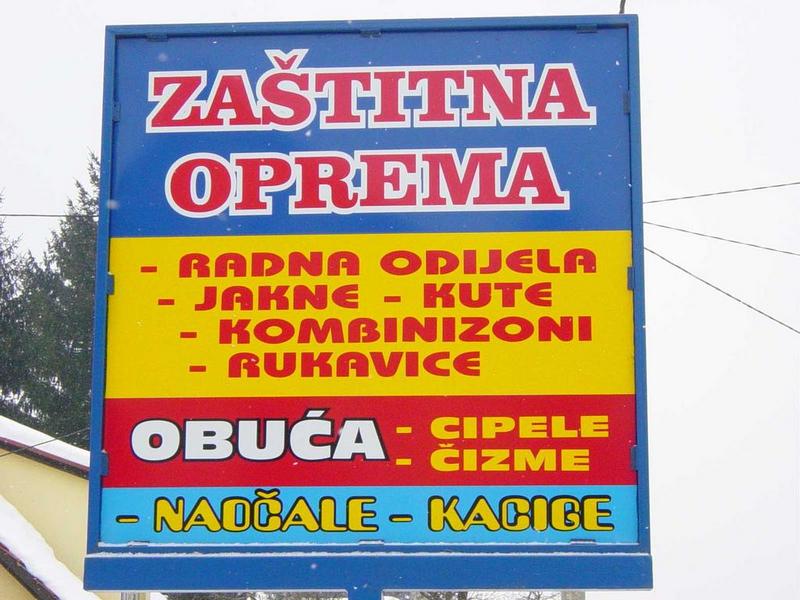 ZAŠTITNA
OPREMA
- RADNA ODIJELA
- JAKNE - KUTE
- KOMBINIZONI
- RUKAVICE
OBUĆA - CIPELE
- ČIZME
- NAOČALE - KACIGE